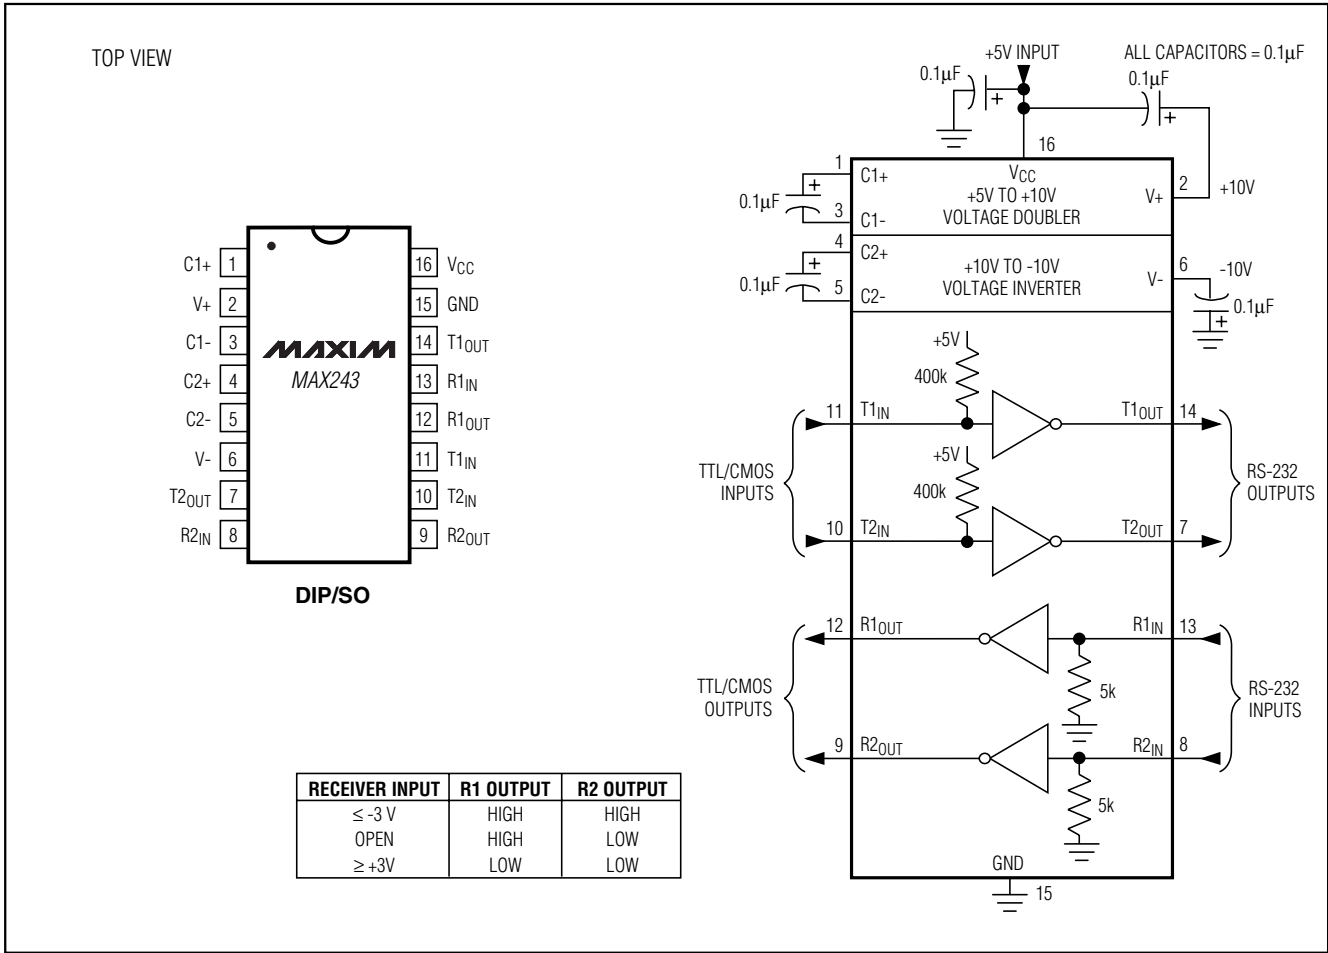 TOP VIEW
C1+ 1
V+ 2
C1- 3
C2+ 4
C2- 5
V- 6
T2OUT 7
R2IN 8
MAXIM
MAX243
16 VCC
15 GND
14 T1OUT
13 R1IN
12 R1OUT
11 T1IN
10 T2IN
9 R2OUT
DIP/SO
RECEIVER INPUT R1 OUTPUT R2 OUTPUT
≤ -3 V HIGH HIGH
OPEN HIGH LOW
≥ +3V LOW LOW
+5V INPUT
ALL CAPACITORS = 0.1µF
0.1µF
+
0.1µF
+
16
VCC
+5V TO +10V
VOLTAGE DOUBLER
1
C1+
0.1µF
+
3
C1-
V+
2
+10V
4
C2+
0.1µF
+
5
C2-
+10V TO -10V
VOLTAGE INVERTER
V-
6
-10V
0.1µF
+
+5V
400k
11 T1IN
T1OUT 14
+5V
400k
TTL/CMOS
INPUTS
RS-232
OUTPUTS
10 T2IN
T2OUT 7
12 R1OUT
R1IN 13
5k
TTL/CMOS
OUTPUTS
RS-232
INPUTS
9 R2OUT
R2IN 8
5k
GND
15